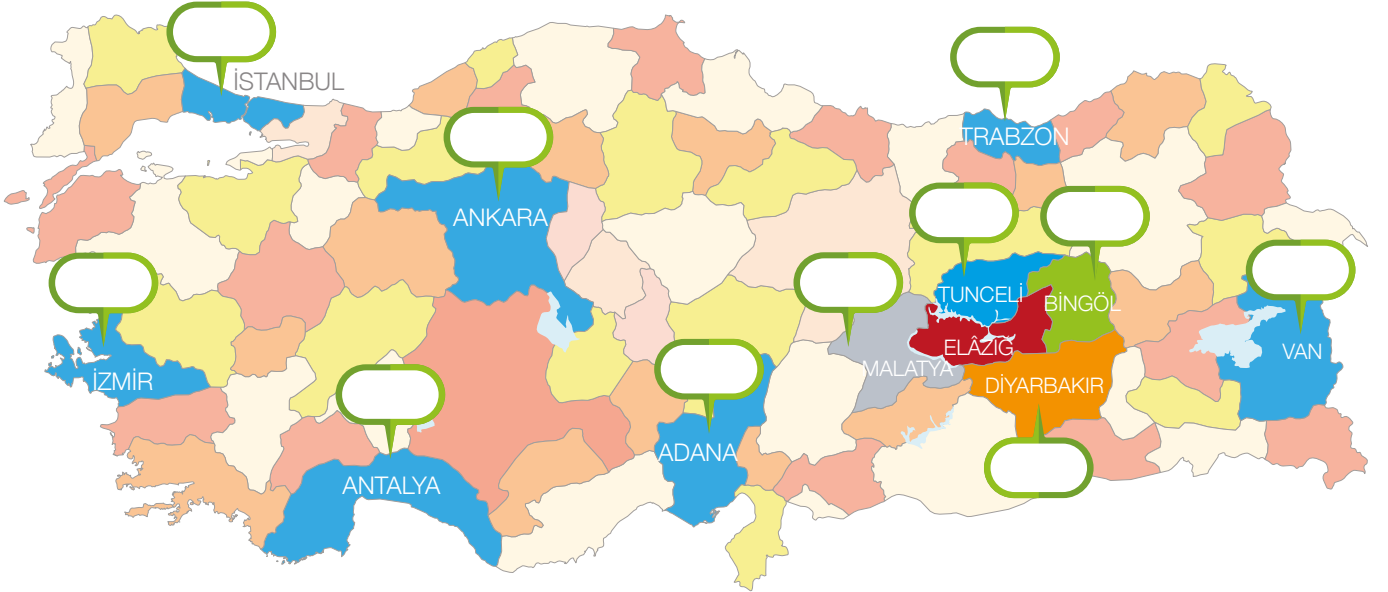 İSTANBUL
TRABZON
ANKARA
TUNCELİ
BİNGÖL
ELÂZIĞ
VAN
MALATYA
İZMİR
DİYARBAKIR
ADANA
ANTALYA